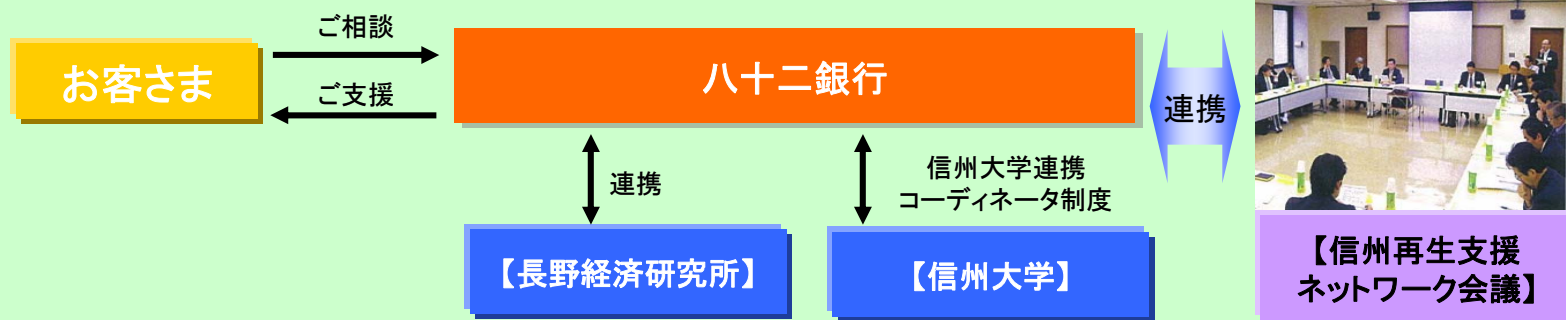 お客さま
ご相談
ご支援
八十二銀行
連携
連携
信州大学連携
コーディネータ制度
【長野経済研究所】
【信州大学】
【信州再生支援
ネットワーク会議】